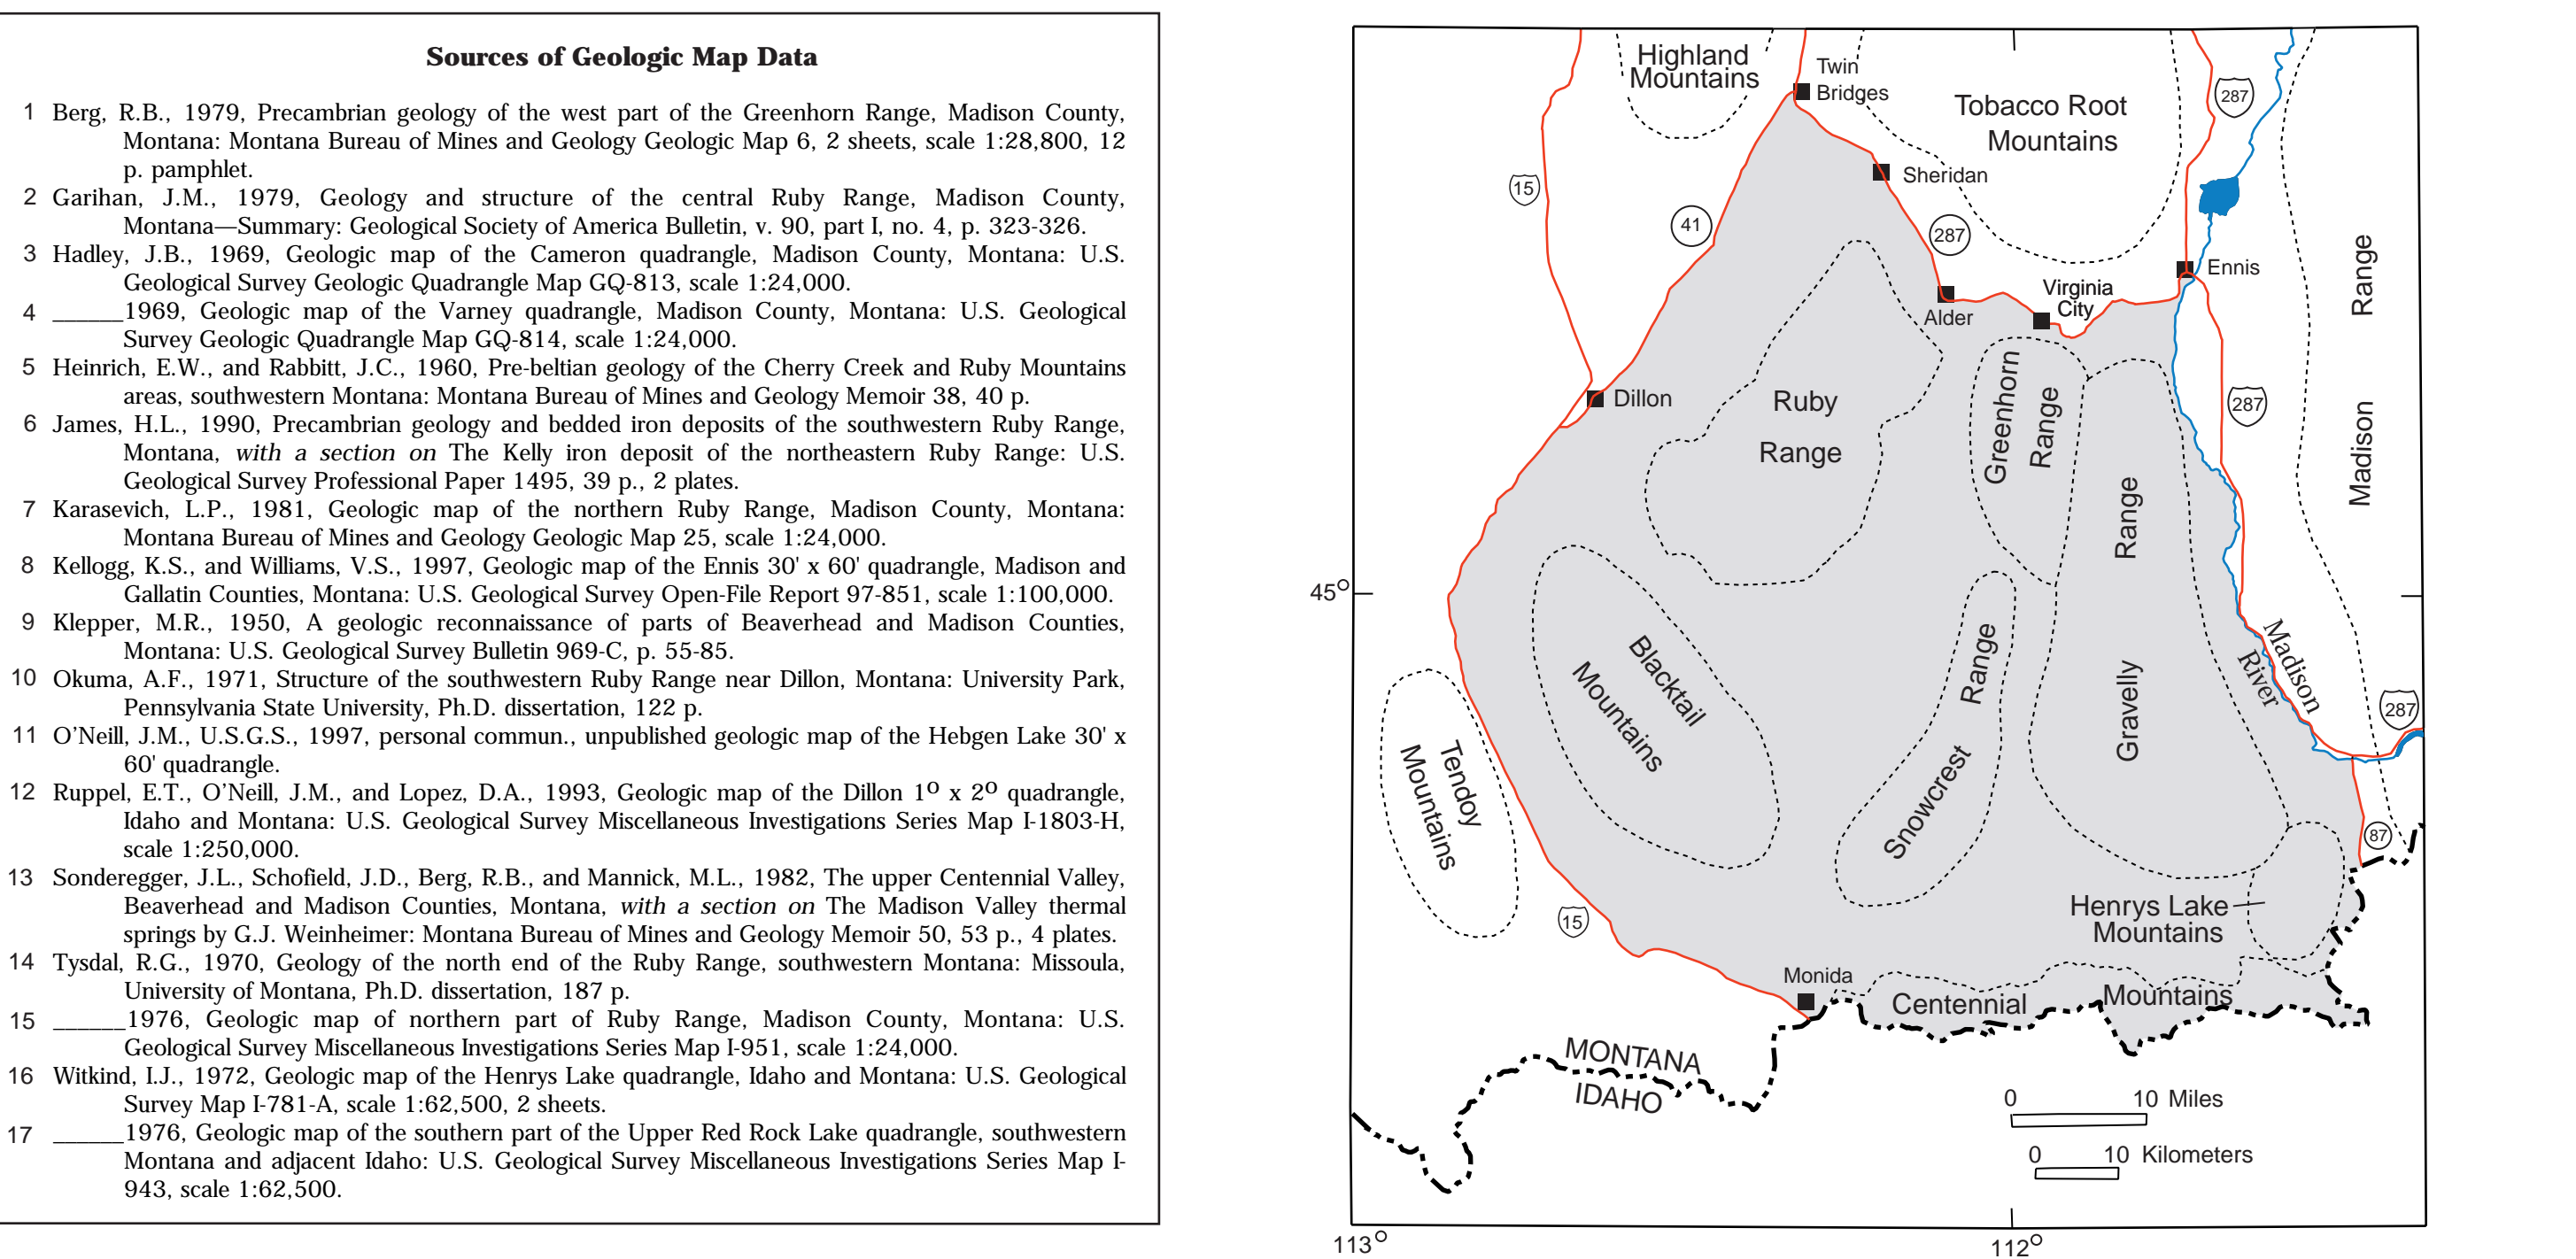 Sources of Geologic Map Data
1 Berg, R.B., 1979, Precambrian geology of the west part of the Greenhorn Range, Madison County,
Montana: Montana Bureau of Mines and Geology Geologic Map 6, 2 sheets, scale 1:28,800, 12
p. pamphlet.
2 Garihan, J.M., 1979, Geology and structure of the central Ruby Range, Madison County,
Montana—Summary: Geological Society of America Bulletin, v. 90, part I, no. 4, p. 323-326.
3 Hadley, J.B., 1969, Geologic map of the Cameron quadrangle, Madison County, Montana: U.S.
Geological Survey Geologic Quadrangle Map GQ-813, scale 1:24,000.
4 ______1969, Geologic map of the Varney quadrangle, Madison County, Montana: U.S. Geological
Survey Geologic Quadrangle Map GQ-814, scale 1:24,000.
5 Heinrich, E.W., and Rabbitt, J.C., 1960, Pre-beltian geology of the Cherry Creek and Ruby Mountains
areas, southwestern Montana: Montana Bureau of Mines and Geology Memoir 38, 40 p.
6 James, H.L., 1990, Precambrian geology and bedded iron deposits of the southwestern Ruby Range,
Montana, with a section on The Kelly iron deposit of the northeastern Ruby Range: U.S.
Geological Survey Professional Paper 1495, 39 p., 2 plates.
7 Karasevich, L.P., 1981, Geologic map of the northern Ruby Range, Madison County, Montana:
Montana Bureau of Mines and Geology Geologic Map 25, scale 1:24,000.
8 Kellogg, K.S., and Williams, V.S., 1997, Geologic map of the Ennis 30' x 60' quadrangle, Madison and
Gallatin Counties, Montana: U.S. Geological Survey Open-File Report 97-851, scale 1:100,000.
9 Klepper, M.R., 1950, A geologic reconnaissance of parts of Beaverhead and Madison Counties,
Montana: U.S. Geological Survey Bulletin 969-C, p. 55-85.
10 Okuma, A.F., 1971, Structure of the southwestern Ruby Range near Dillon, Montana: University Park,
Pennsylvania State University, Ph.D. dissertation, 122 p.
11 O'Neill, J.M., U.S.G.S., 1997, personal commun., unpublished geologic map of the Hebgen Lake 30' x
60' quadrangle.
12 Ruppel, E.T., O'Neill, J.M., and Lopez, D.A., 1993, Geologic map of the Dillon 1º x 2º quadrangle,
Idaho and Montana: U.S. Geological Survey Miscellaneous Investigations Series Map I-1803-H,
scale 1:250,000.
13 Sonderegger, J.L., Schofield, J.D., Berg, R.B., and Mannick, M.L., 1982, The upper Centennial Valley,
Beaverhead and Madison Counties, Montana, with a section on The Madison Valley thermal
springs by G.J. Weinheimer: Montana Bureau of Mines and Geology Memoir 50, 53 p., 4 plates.
14 Tysdal, R.G., 1970, Geology of the north end of the Ruby Range, southwestern Montana: Missoula,
University of Montana, Ph.D. dissertation, 187 p.
15 ______1976, Geologic map of northern part of Ruby Range, Madison County, Montana: U.S.
Geological Survey Miscellaneous Investigations Series Map I-951, scale 1:24,000.
16 Witkind, I.J., 1972, Geologic map of the Henrys Lake quadrangle, Idaho and Montana: U.S. Geological
Survey Map I-781-A, scale 1:62,500, 2 sheets.
17 ______1976, Geologic map of the southern part of the Upper Red Rock Lake quadrangle, southwestern
Montana and adjacent Idaho: U.S. Geological Survey Miscellaneous Investigations Series Map I-
943, scale 1:62,500.
Highland
Mountains
Twin
Bridges
Tobacco Root
Mountains
287
15
Sheridan
41
287
Ennis
Madison Range
Virginia
City
Alder
Dillon
Ruby
Range
Greenhorn
Range
287
45º
Gravelly Range
Blacktail
Mountains
Snowcrest Range
Madison
River
287
Tendoy
Mountains
87
15
Henrys Lake
Mountains
Monida
Centennial Mountains
MONTANA
IDAHO
0 10 Miles
0 10 Kilometers
113º
112º